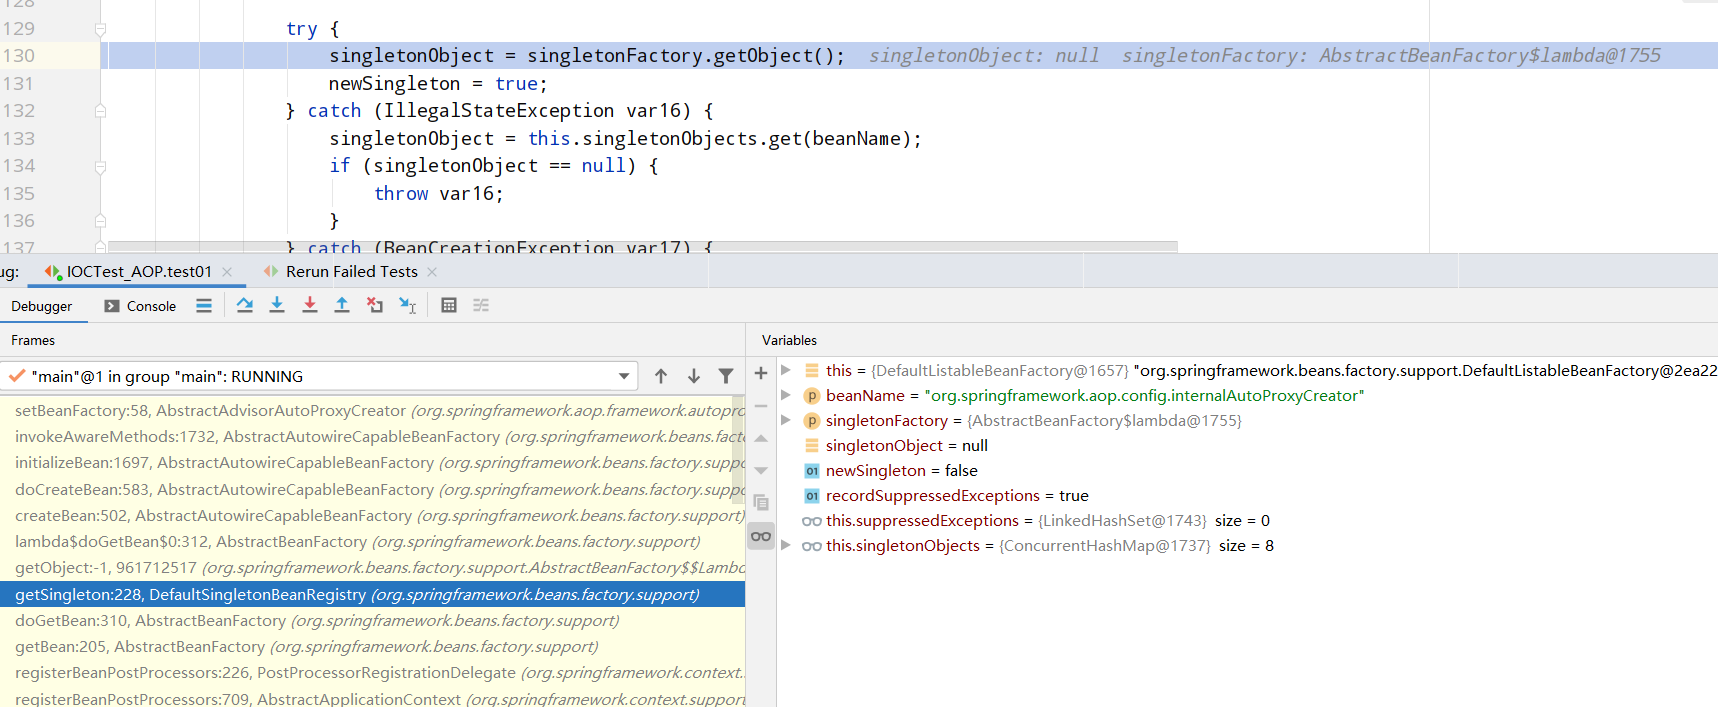 128
129 try {
130 singletonObject = singletonFactory.getObject(); singletonObject: null singletonFactory: AbstractBeanFactory$lambda@1755
131 newSingleton = true;
132 } catch (IllegalStateException var16) {
133 singletonObject = this.singletonObjects.get(beanName);
134 if (singletonObject == null) {
135 throw var16;
136 }
137 } catch (BeanCreationException var17) {
ug: IOCTest_AOP.test01 Rerun Failed Tests
Debugger Console
Frames
"main"@1 in group "main": RUNNING
setBeanFactory:58, AbstractAdvisorAutoProxyCreator (org.springframework.aop.framework.autopro
invokeAwareMethods:1732, AbstractAutowireCapableBeanFactory (org.springframework.beans.fact
initializeBean:1697, AbstractAutowireCapableBeanFactory (org.springframework.beans.factory.suppo
doCreateBean:583, AbstractAutowireCapableBeanFactory (org.springframework.beans.factory.suppo
createBean:502, AbstractAutowireCapableBeanFactory (org.springframework.beans.factory.support)
lambda$doGetBean$0:312, AbstractBeanFactory (org.springframework.beans.factory.support)
getObject:-1, 961712517 (org.springframework.beans.factory.support.AbstractBeanFactory$$Lambd
getSingleton:228, DefaultSingletonBeanRegistry (org.springframework.beans.factory.support)
doGetBean:310, AbstractBeanFactory (org.springframework.beans.factory.support)
getBean:205, AbstractBeanFactory (org.springframework.beans.factory.support)
registerBeanPostProcessors:226, PostProcessorRegistrationDelegate (org.springframework.context.
registerBeanPostProcessors:709, AbstractApplicationContext (org.springframework.context.support
Variables
this = {DefaultListableBeanFactory@1657} "org.springframework.beans.factory.support.DefaultListableBeanFactory@2ea22
beanName = "org.springframework.aop.config.internalAutoProxyCreator"
singletonFactory = {AbstractBeanFactory$lambda@1755}
singletonObject = null
newSingleton = false
recordSuppressedExceptions = true
this.suppressedExceptions = {LinkedHashSet@1743} size = 0
this.singletonObjects = {ConcurrentHashMap@1737} size = 8